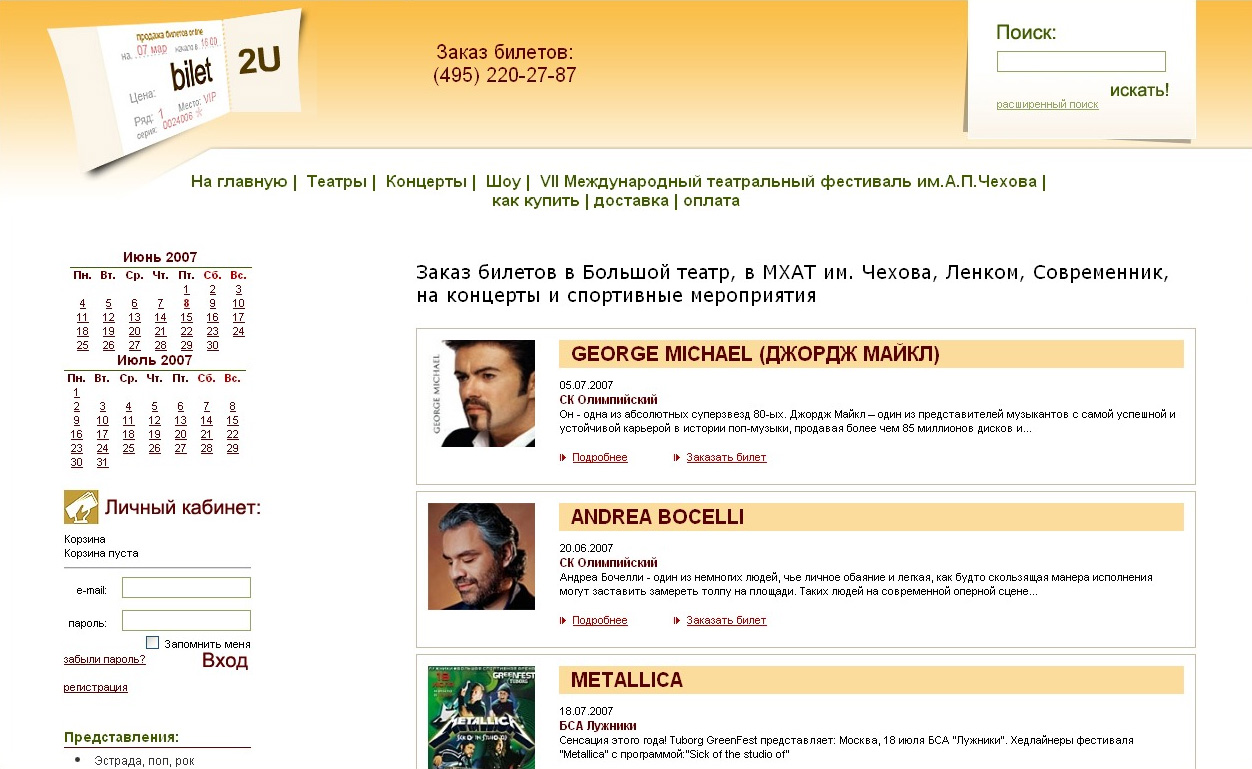 продажа билетов on line
на 07 мар начало в 16:00
bilet 2U
Цена:
Ряд: 1 Место: VIP
серия: 0024006
Заказ билетов:
(495) 220-27-87
Поиск:
искать!
расширенный поиск
На главную | Театры | Концерты | Шоу | VII Международный театральный фестиваль им.А.П.Чехова |
как купить | доставка | оплата
Июнь 2007
Пн. Вт. Ср. Чт. Пт. Сб. Вс.
1 2 3
4 5 6 7 8 9 10
11 12 13 14 15 16 17
18 19 20 21 22 23 24
25 26 27 28 29 30
Июль 2007
Пн. Вт. Ср. Чт. Пт. Сб. Вс.
1
2 3 4 5 6 7 8
9 10 11 12 13 14 15
16 17 18 19 20 21 22
23 24 25 26 27 28 29
30 31
Личный кабинет:
Корзина
Корзина пуста
e-mail:
пароль:
Запомнить меня
забыли пароль? Вход
регистрация
Представления:
Эстрада, поп, рок
Заказ билетов в Большой театр, в МХАТ им. Чехова, Ленком, Современник,
на концерты и спортивные мероприятия
GEORGE MICHAEL
GEORGE MICHAEL (ДЖОРДЖ МАЙКЛ)
05.07.2007
СК Олимпийский
Он - одна из абсолютных суперзвезд 80-ых. Джордж Майкл – один из представителей музыкантов с самой успешной и
устойчивой карьерой в истории поп-музыки, продавая более чем 85 миллионов дисков и...
Подробнее Заказать билет
ANDREA BOCELLI
20.06.2007
СК Олимпийский
Андреа Бочелли - один из немногих людей, чье личное обаяние и легкая, как будто скользящая манера исполнения
могут заставить замереть толпу на площади. Таких людей на современной оперной сцене...
Подробнее Заказать билет
18
GREENFEST
TUBORG
METALLICA
SICK OF THE STUDIO-07
METALLICA
18.07.2007
БСА Лужники
Сенсация этого года! Tuborg GreenFest представляет: Москва, 18 июля БСА "Лужники". Хедлайнеры фестиваля
"Metallica" с программой:"Sick of the studio of"